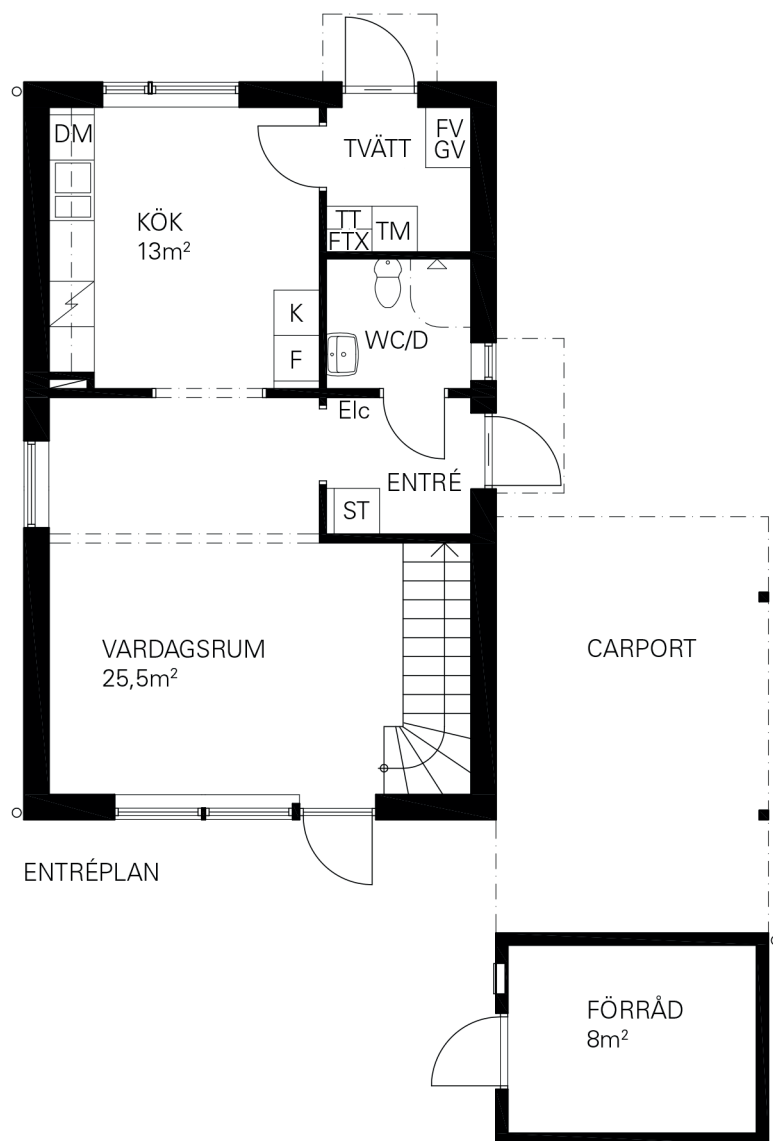 DM
TVÄTT
FV
GV
KÖK
13m²
TT
FTX
TM
K
F
WC/D
Elc
ENTRÉ
ST
VARDAGSRUM
25,5m²
CARPORT
ENTRÉPLAN
FÖRRÅD
8m²